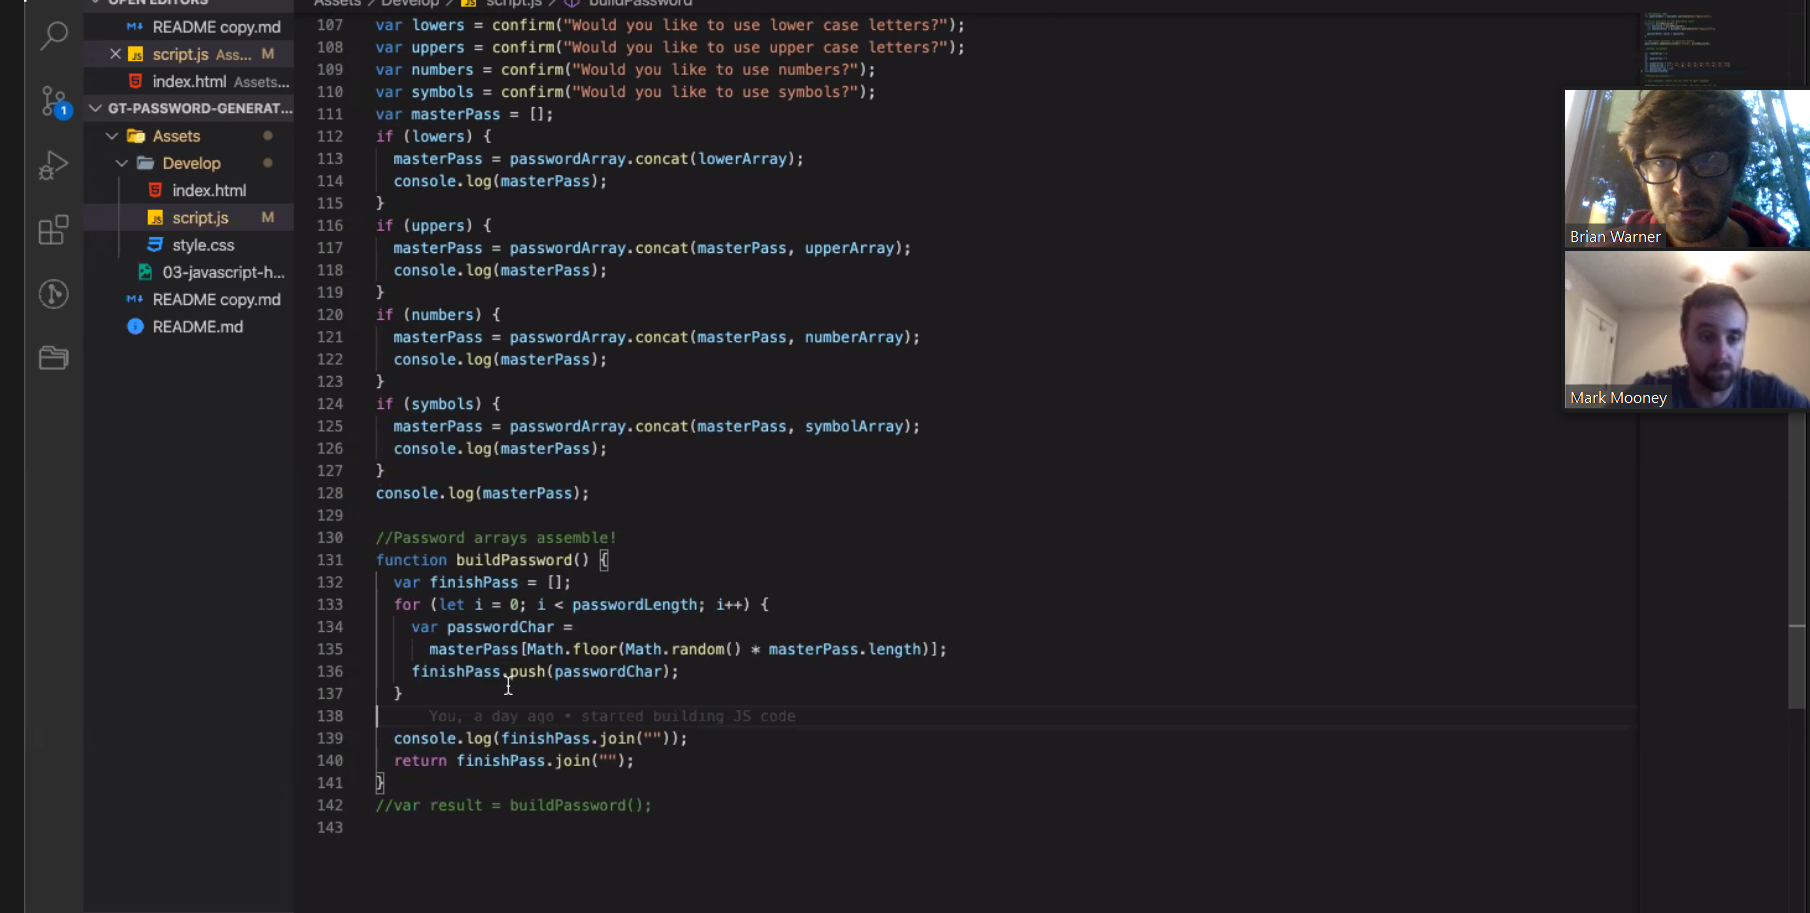 OPEN EDITORS
README copy.md
script.js Ass... M
index.html Assets...
GT-PASSWORD-GENERAT...
Assets
Develop
index.html
script.js M
style.css
03-javascript-h...
README copy.md
README.md
1
Assets > Develop > script.js > buildPassword
107 var lowers = confirm("Would you like to use lower case letters?");
108 var uppers = confirm("Would you like to use upper case letters?");
109 var numbers = confirm("Would you like to use numbers?");
110 var symbols = confirm("Would you like to use symbols?");
111 var masterPass = [];
112 if (lowers) {
113 masterPass = passwordArray.concat(lowerArray);
114 console.log(masterPass);
115 }
116 if (uppers) {
117 masterPass = passwordArray.concat(masterPass, upperArray);
118 console.log(masterPass);
119 }
120 if (numbers) {
121 masterPass = passwordArray.concat(masterPass, numberArray);
122 console.log(masterPass);
123 }
124 if (symbols) {
125 masterPass = passwordArray.concat(masterPass, symbolArray);
126 console.log(masterPass);
127 }
128 console.log(masterPass);
129
130 //Password arrays assemble!
131 function buildPassword() {
132 var finishPass = [];
133 for (let i = 0; i < passwordLength; i++) {
134 var passwordChar =
135 masterPass[Math.floor(Math.random() * masterPass.length)];
136 finishPass.push(passwordChar);
137 }
138 You, a day ago • started building JS code
139 console.log(finishPass.join(""));
140 return finishPass.join("");
141 }
142 //var result = buildPassword();
143
Brian Warner
Mark Mooney